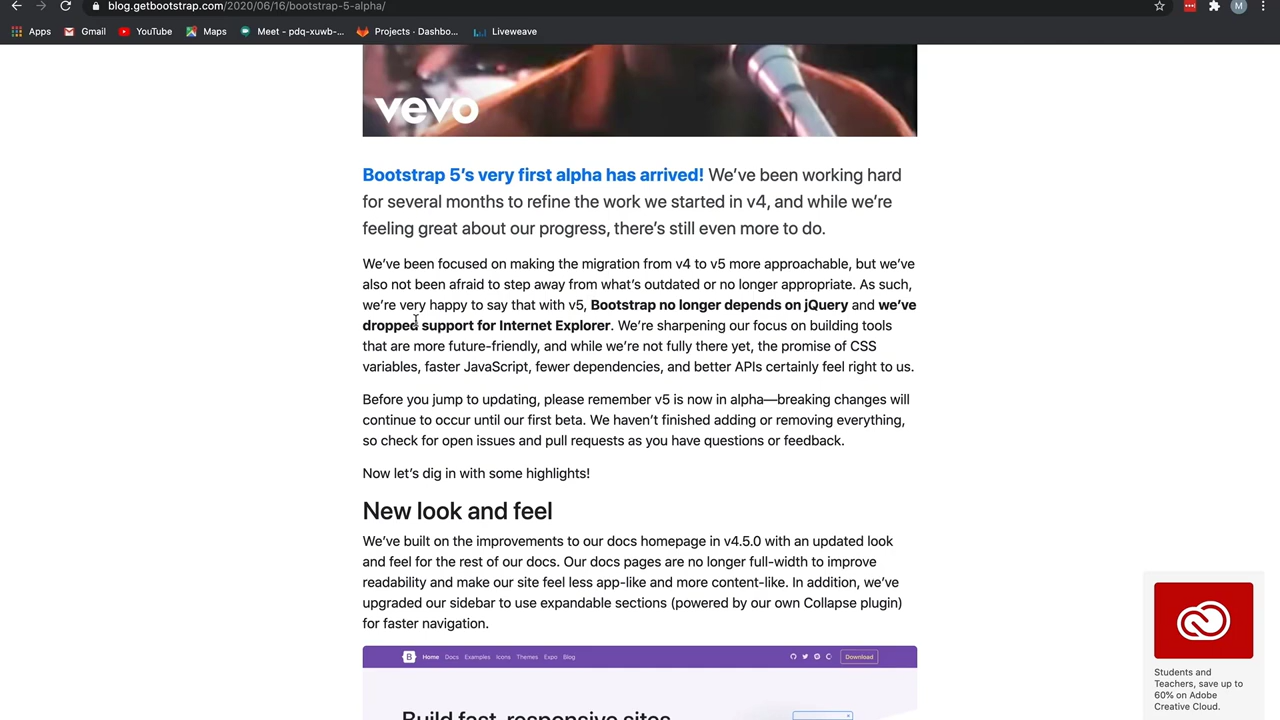 blog.getbootstrap.com/2020/06/16/bootstrap-5-alpha/
M
Apps Gmail YouTube Maps Meet - pdq-xuwb-... Projects · Dashbo... Liveweave
vevo
Bootstrap 5’s very first alpha has arrived! We’ve been working hard
for several months to refine the work we started in v4, and while we’re
feeling great about our progress, there’s still even more to do.
We’ve been focused on making the migration from v4 to v5 more approachable, but we’ve
also not been afraid to step away from what’s outdated or no longer appropriate. As such,
we’re very happy to say that with v5, Bootstrap no longer depends on jQuery and we’ve
dropped support for Internet Explorer. We’re sharpening our focus on building tools
that are more future-friendly, and while we’re not fully there yet, the promise of CSS
variables, faster JavaScript, fewer dependencies, and better APIs certainly feel right to us.
Before you jump to updating, please remember v5 is now in alpha—breaking changes will
continue to occur until our first beta. We haven’t finished adding or removing everything,
so check for open issues and pull requests as you have questions or feedback.
Now let’s dig in with some highlights!
New look and feel
We’ve built on the improvements to our docs homepage in v4.5.0 with an updated look
and feel for the rest of our docs. Our docs pages are no longer full-width to improve
readability and make our site feel less app-like and more content-like. In addition, we’ve
upgraded our sidebar to use expandable sections (powered by our own Collapse plugin)
for faster navigation.
B Home Docs Examples Icons Themes Expo Blog Download
Build fast, responsive sites
Students and
Teachers, save up to
60% on Adobe
Creative Cloud.